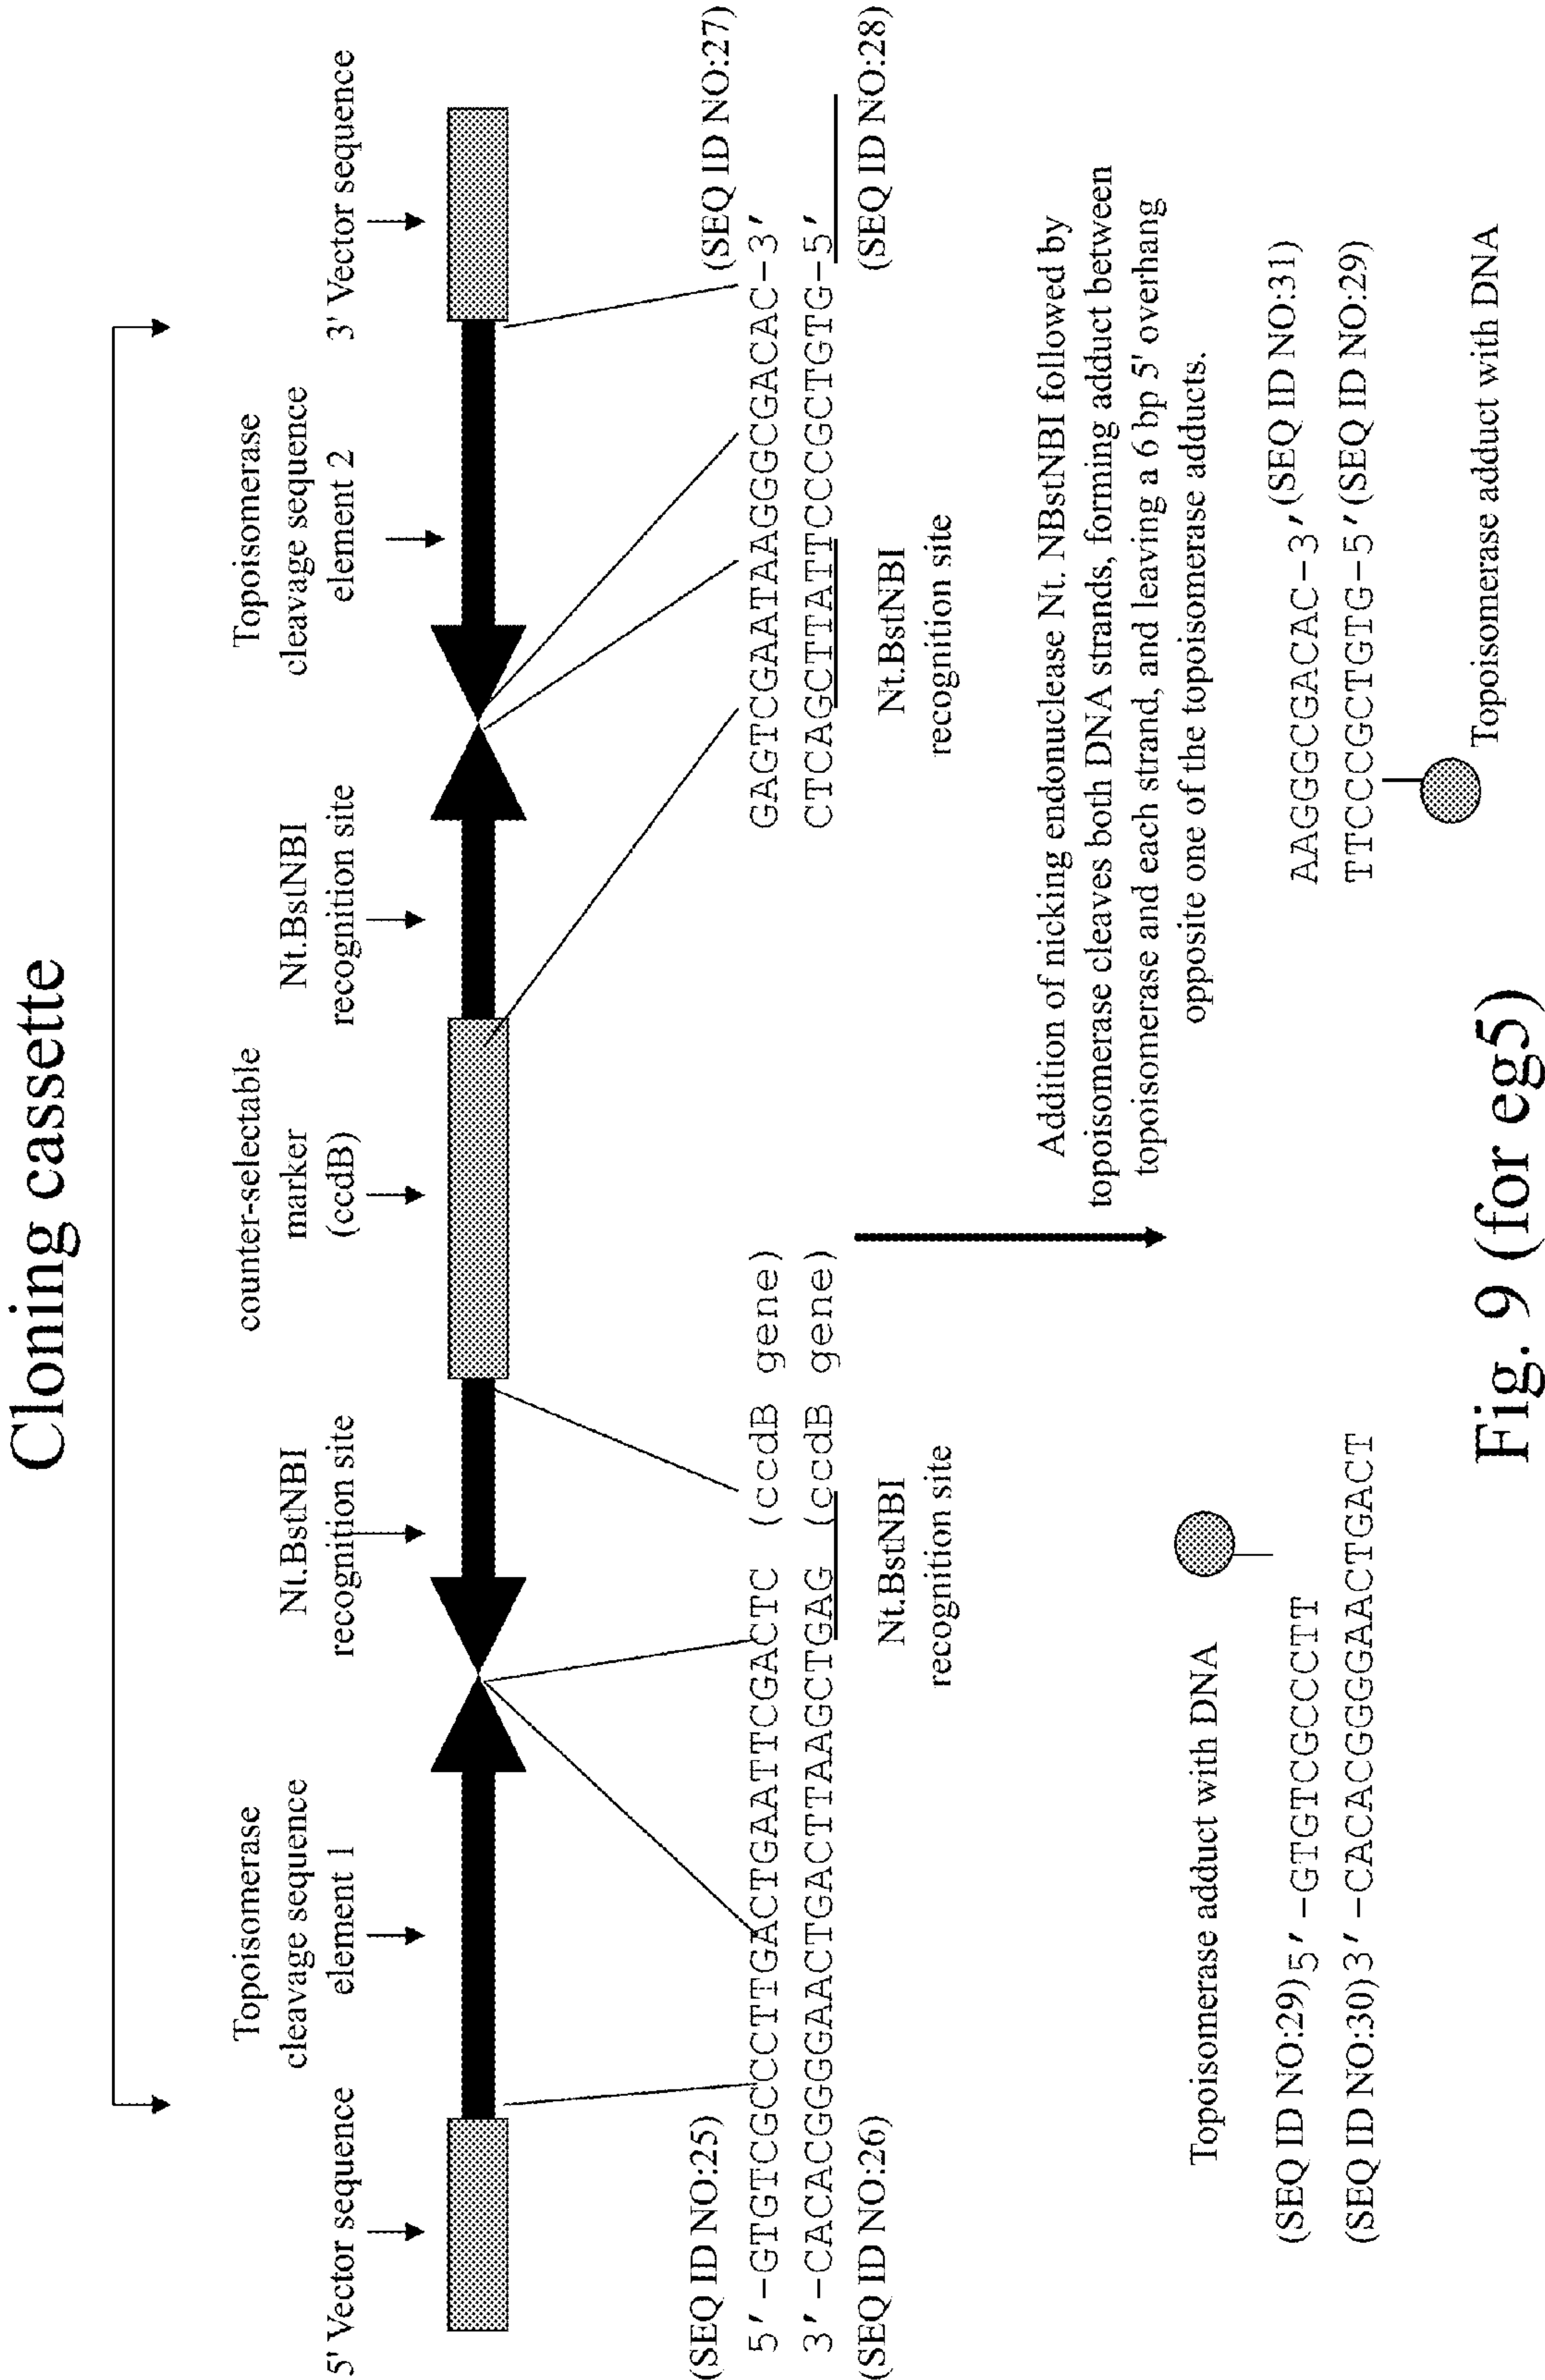 Cloning cassette
5' Vector sequence
Topoisomerase
cleavage sequence
element 1
Nt.BstNBI
recognition site
counter-selectable
marker
(ccdB)
Nt.BstNBI
recognition site
Topoisomerase
cleavage sequence
element 2
3' Vector sequence
(SEQ ID NO:25)
5'-GTGTCGCCCTTGACTGAATTCGACTC (ccdB gene)
3'-CACACGGGGAACTGACTTAAGCTGAG (ccdB gene)
(SEQ ID NO:26)
Nt.BstNBI
recognition site
(SEQ ID NO:27)
GAGTCGAATAAGGGCGACAC-3'
CTCAGCTTATTCCCGCTGTG-5'
(SEQ ID NO:28)
Nt.BstNBI
recognition site
Addition of nicking endonuclease Nt. NBstNBI followed by
topoisomerase cleaves both DNA strands, forming adduct between
topoisomerase and each strand, and leaving a 6 bp 5' overhang
opposite one of the topoisomerase adducts.
Topoisomerase adduct with DNA
(SEQ ID NO:29) 5'-GTGTCGCCCTT
(SEQ ID NO:30) 3'-CACACGGGGAACTGACT
AAGGGCGACAC-3' (SEQ ID NO:31)
TTCCCGCTGTG-5' (SEQ ID NO:29)
Topoisomerase adduct with DNA
Fig. 9 (for eg5)